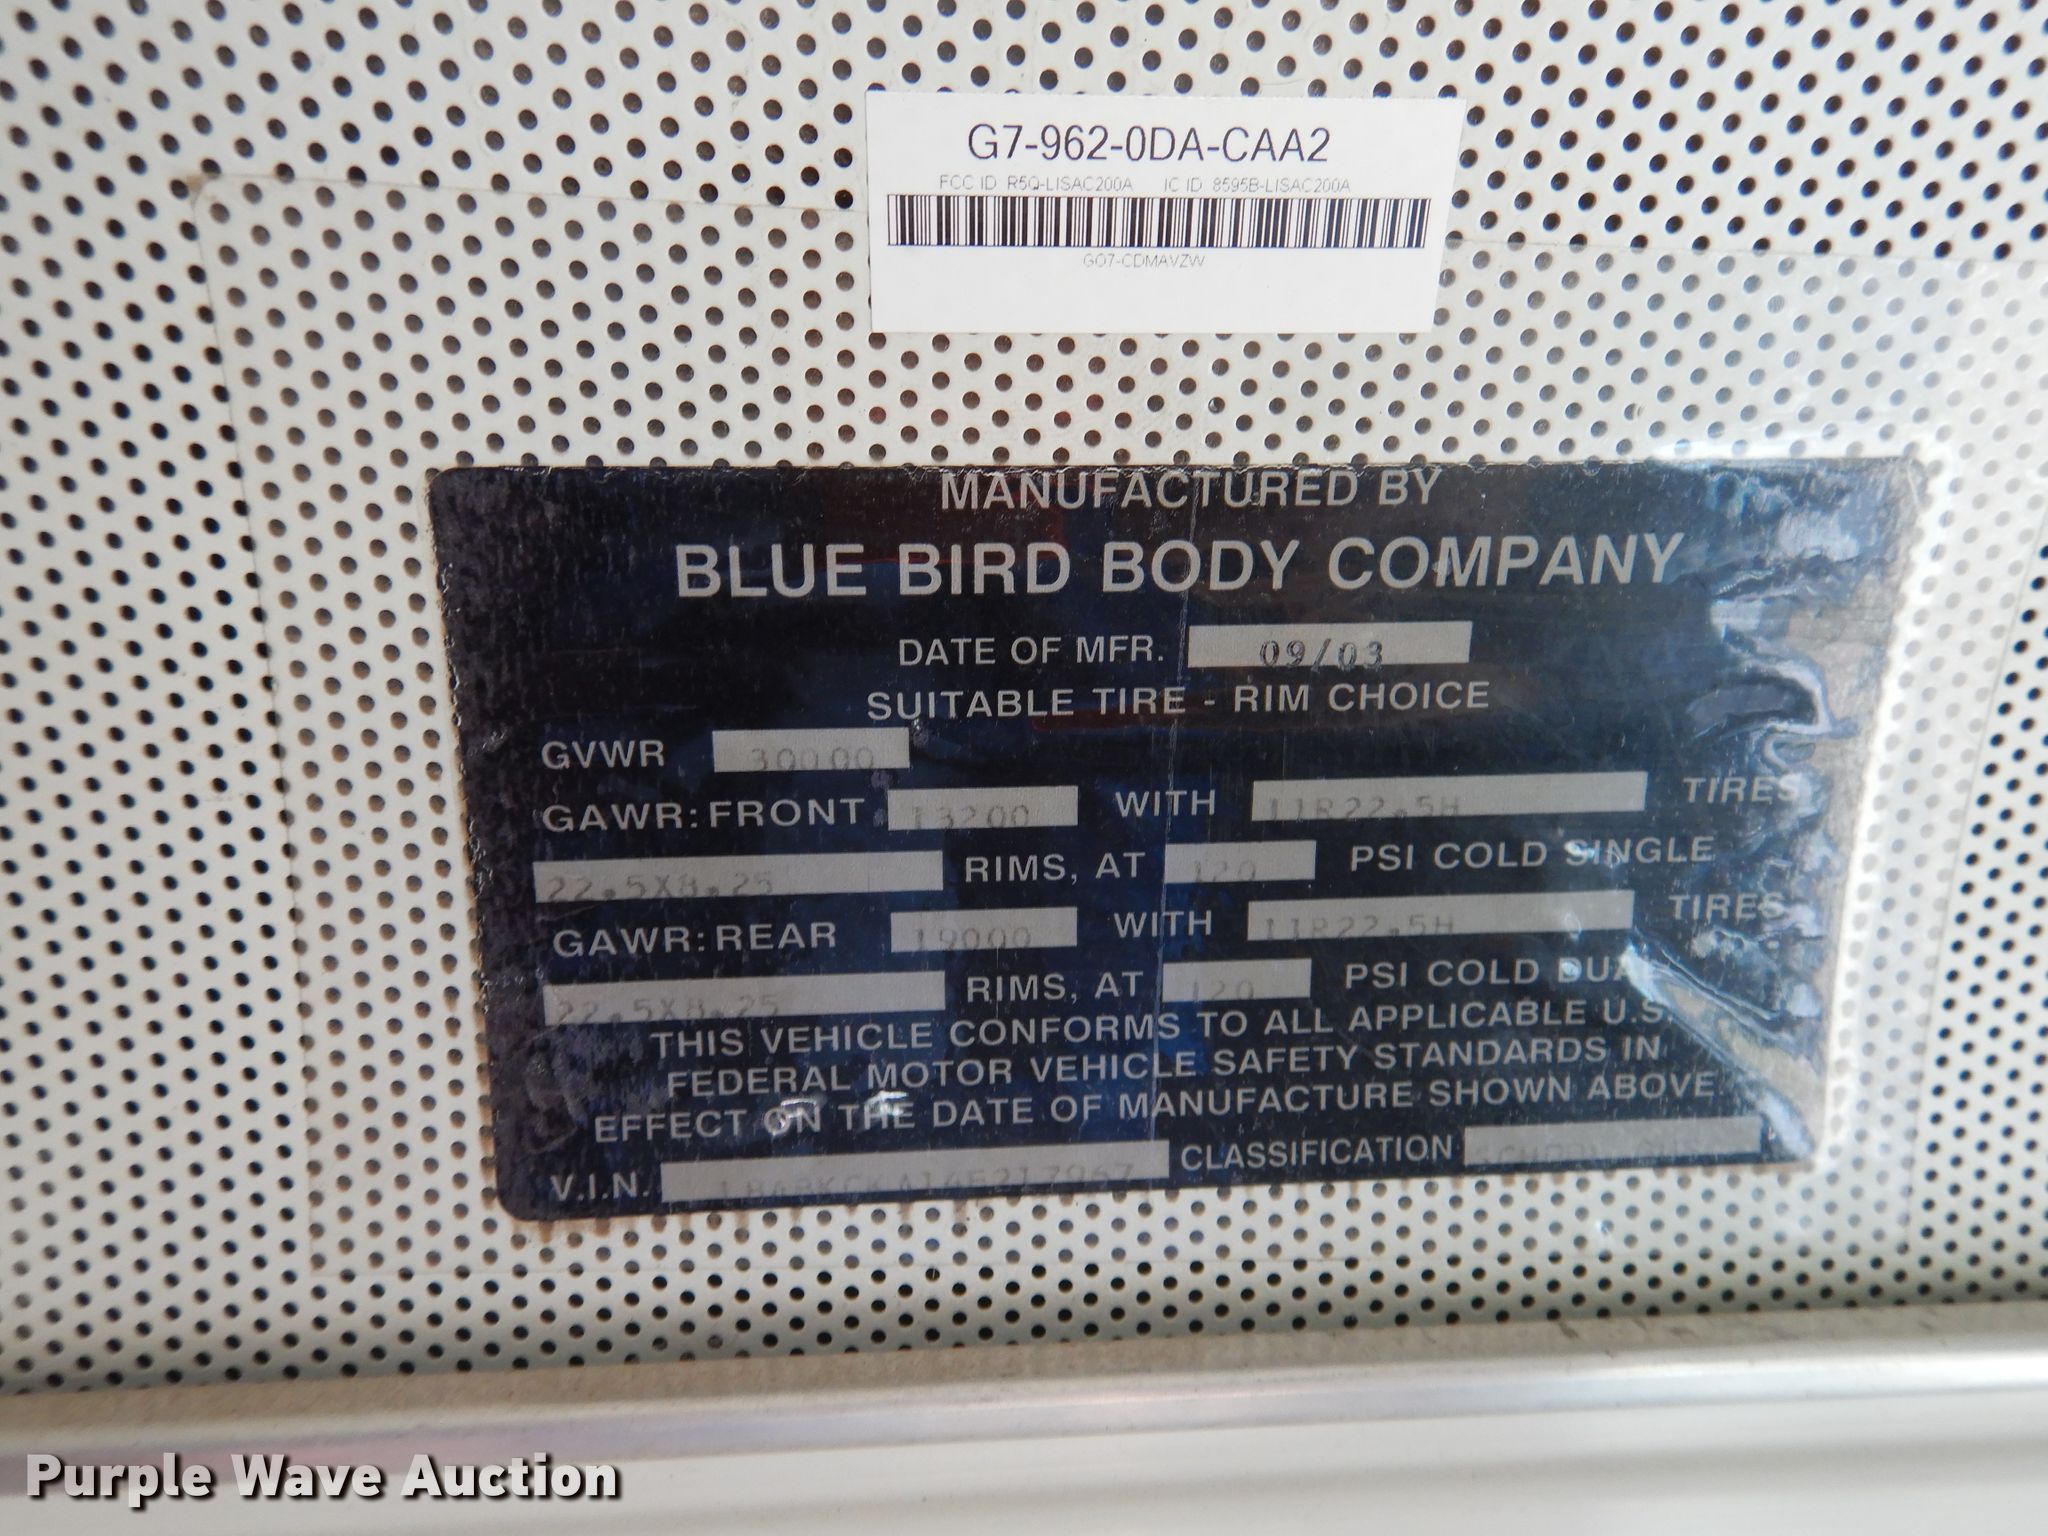 G7-962-0DA-CAA2
FCC ID R5Q-LISAC200A IC ID 8595B-LISAC200A
GO7-CDMAVZW
MANUFACTURED BY
BLUE BIRD BODY COMPANY
DATE OF MFR. 09/03
SUITABLE TIRE - RIM CHOICE
GVWR 30000
GAWR: FRONT 13200 WITH 11R22.5H TIRES
22.5X8.25 RIMS, AT 120 PSI COLD SINGLE
GAWR: REAR 19000 WITH 11R22.5H TIRES
22.5X8.25 RIMS, AT 120 PSI COLD DUAL
THIS VEHICLE CONFORMS TO ALL APPLICABLE U.S.
FEDERAL MOTOR VEHICLE SAFETY STANDARDS IN
EFFECT ON THE DATE OF MANUFACTURE SHOWN ABOVE
V.I.N. CLASSIFICATION
Purple Wave Auction